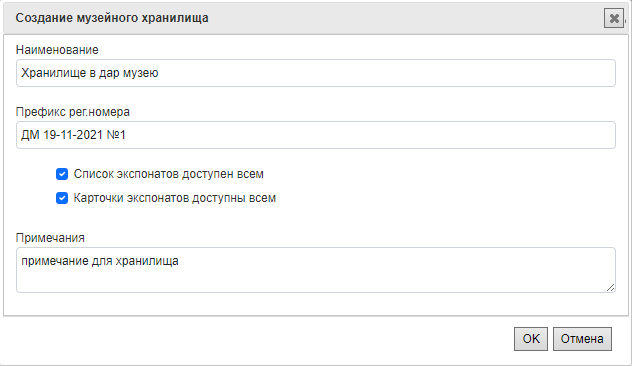 Создание музейного хранилища
Наименование
Хранилище в дар музею
Префикс рег.номера
ДМ 19-11-2021 №1
Список экспонатов доступен всем
Карточки экспонатов доступны всем
Примечания
примечание для хранилища
OK Отмена